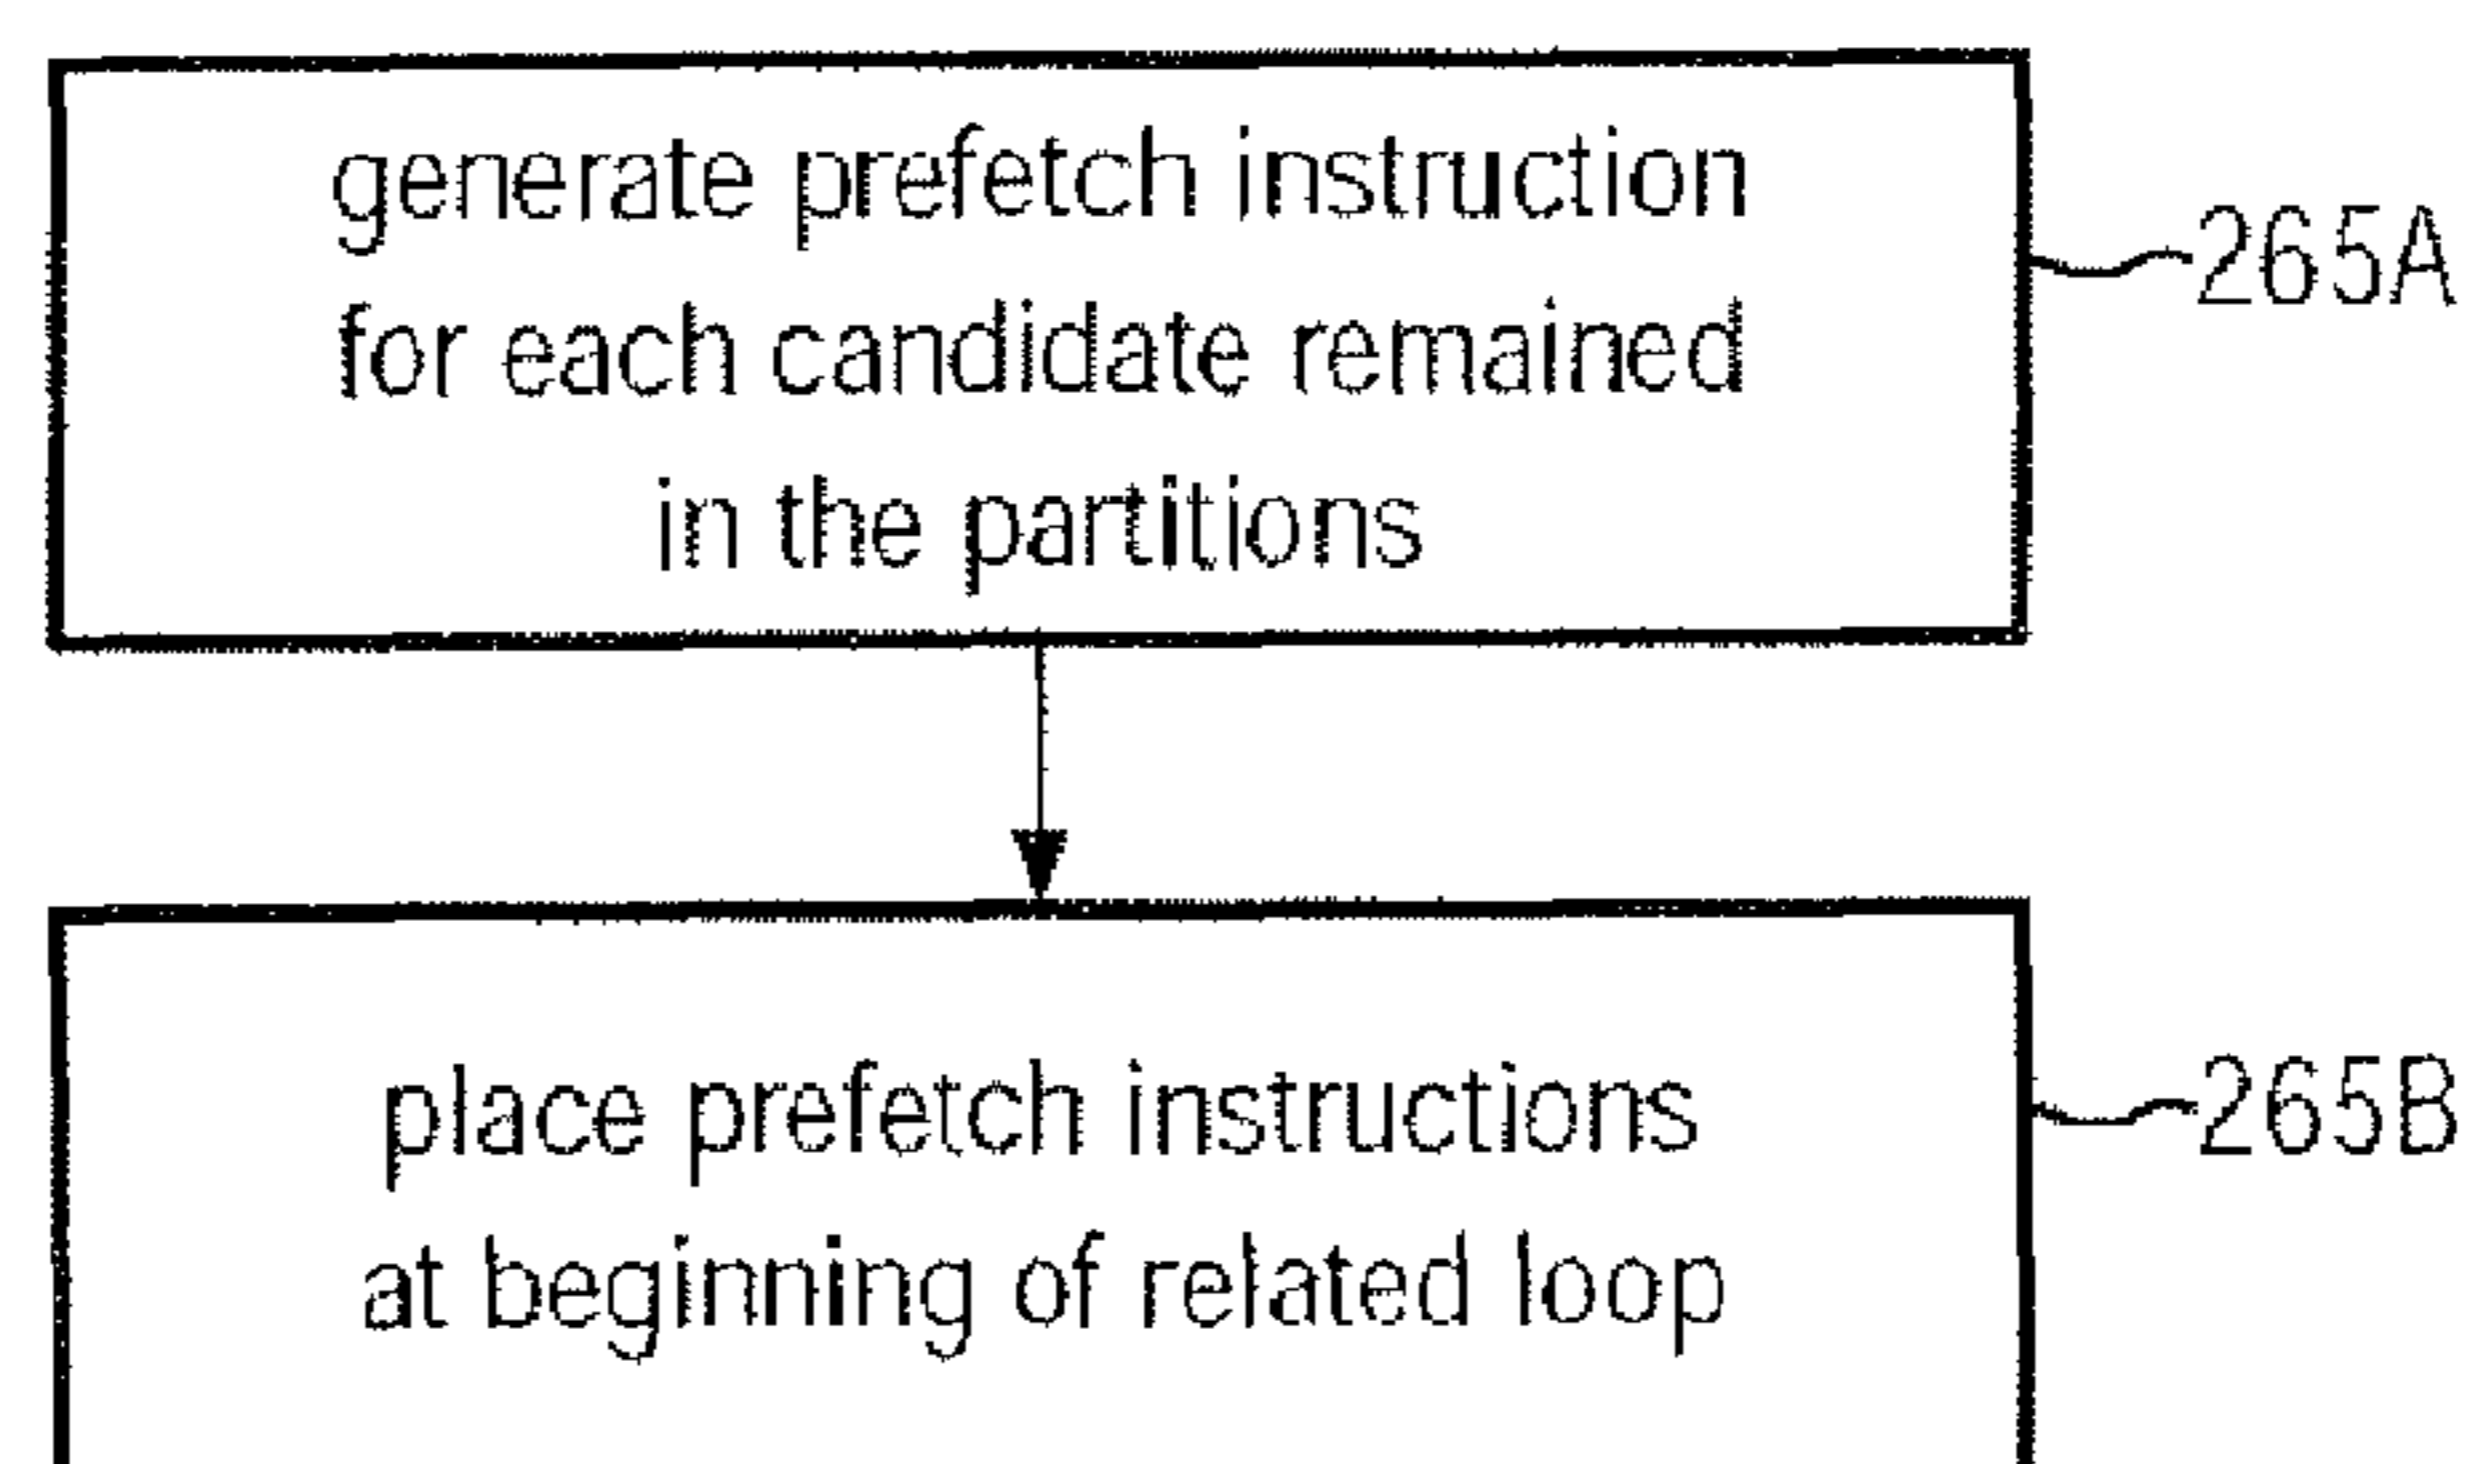 generate prefetch instruction
for each candidate remained
in the partitions
265A
place prefetch instructions
at beginning of related loop
265B